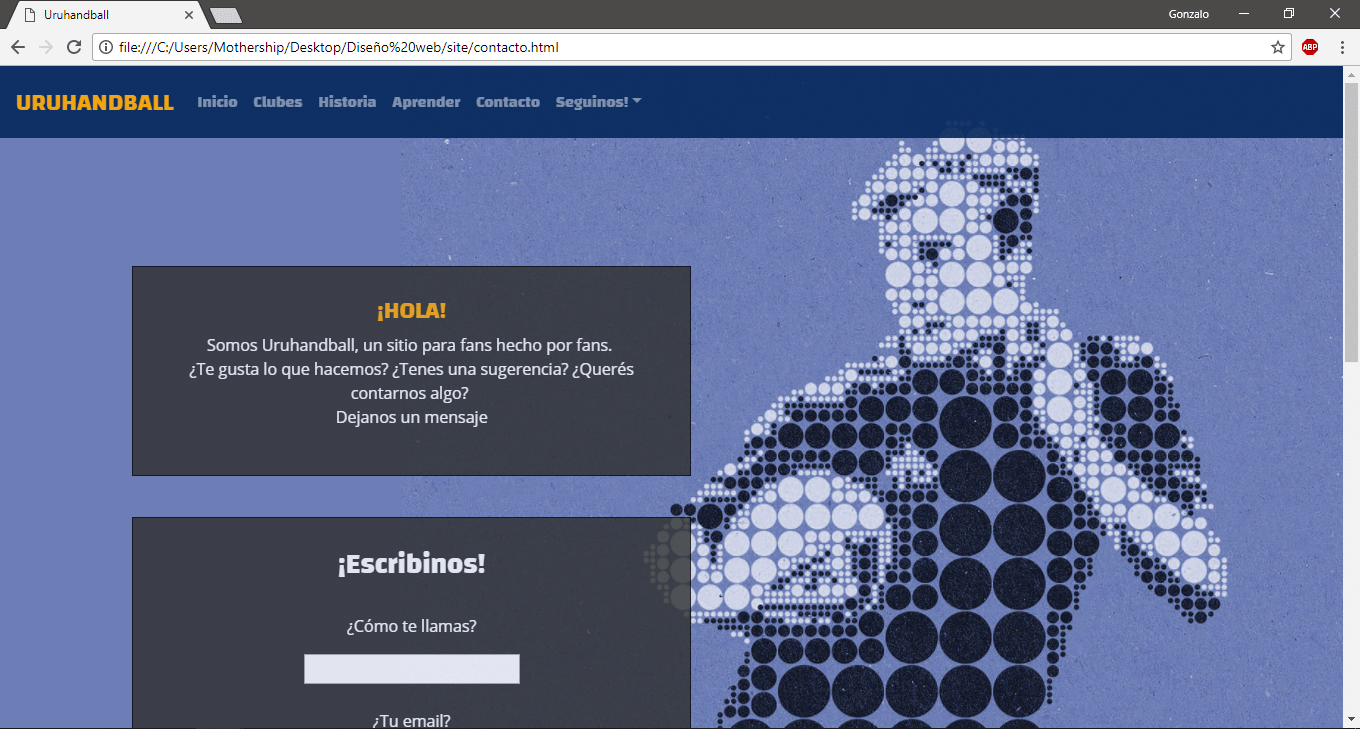 Uruhandball
Gonzalo
file:///C:/Users/Mothership/Desktop/Diseño%20web/site/contacto.html
ABP
URUHANDBALL Inicio Clubes Historia Aprender Contacto Seguinos!
¡HOLA!
Somos Uruhandball, un sitio para fans hecho por fans.
¿Te gusta lo que hacemos? ¿Tenes una sugerencia? ¿Querés
contarnos algo?
Dejanos un mensaje
¡Escribinos!
¿Cómo te llamas?
¿Tu email?